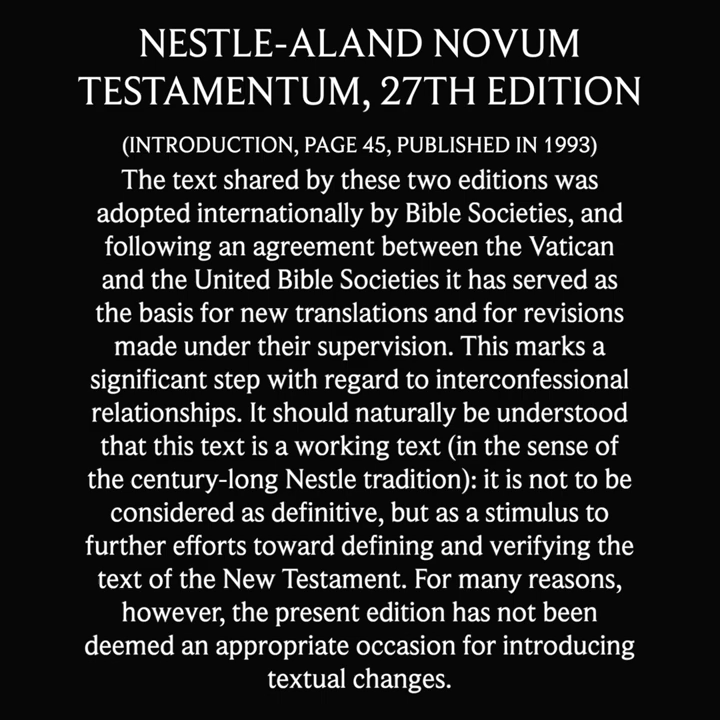 NESTLE-ALAND NOVUM
TESTAMENTUM, 27TH EDITION
(INTRODUCTION, PAGE 45, PUBLISHED IN 1993)
The text shared by these two editions was
adopted internationally by Bible Societies, and
following an agreement between the Vatican
and the United Bible Societies it has served as
the basis for new translations and for revisions
made under their supervision. This marks a
significant step with regard to interconfessional
relationships. It should naturally be understood
that this text is a working text (in the sense of
the century-long Nestle tradition): it is not to be
considered as definitive, but as a stimulus to
further efforts toward defining and verifying the
text of the New Testament. For many reasons,
however, the present edition has not been
deemed an appropriate occasion for introducing
textual changes.